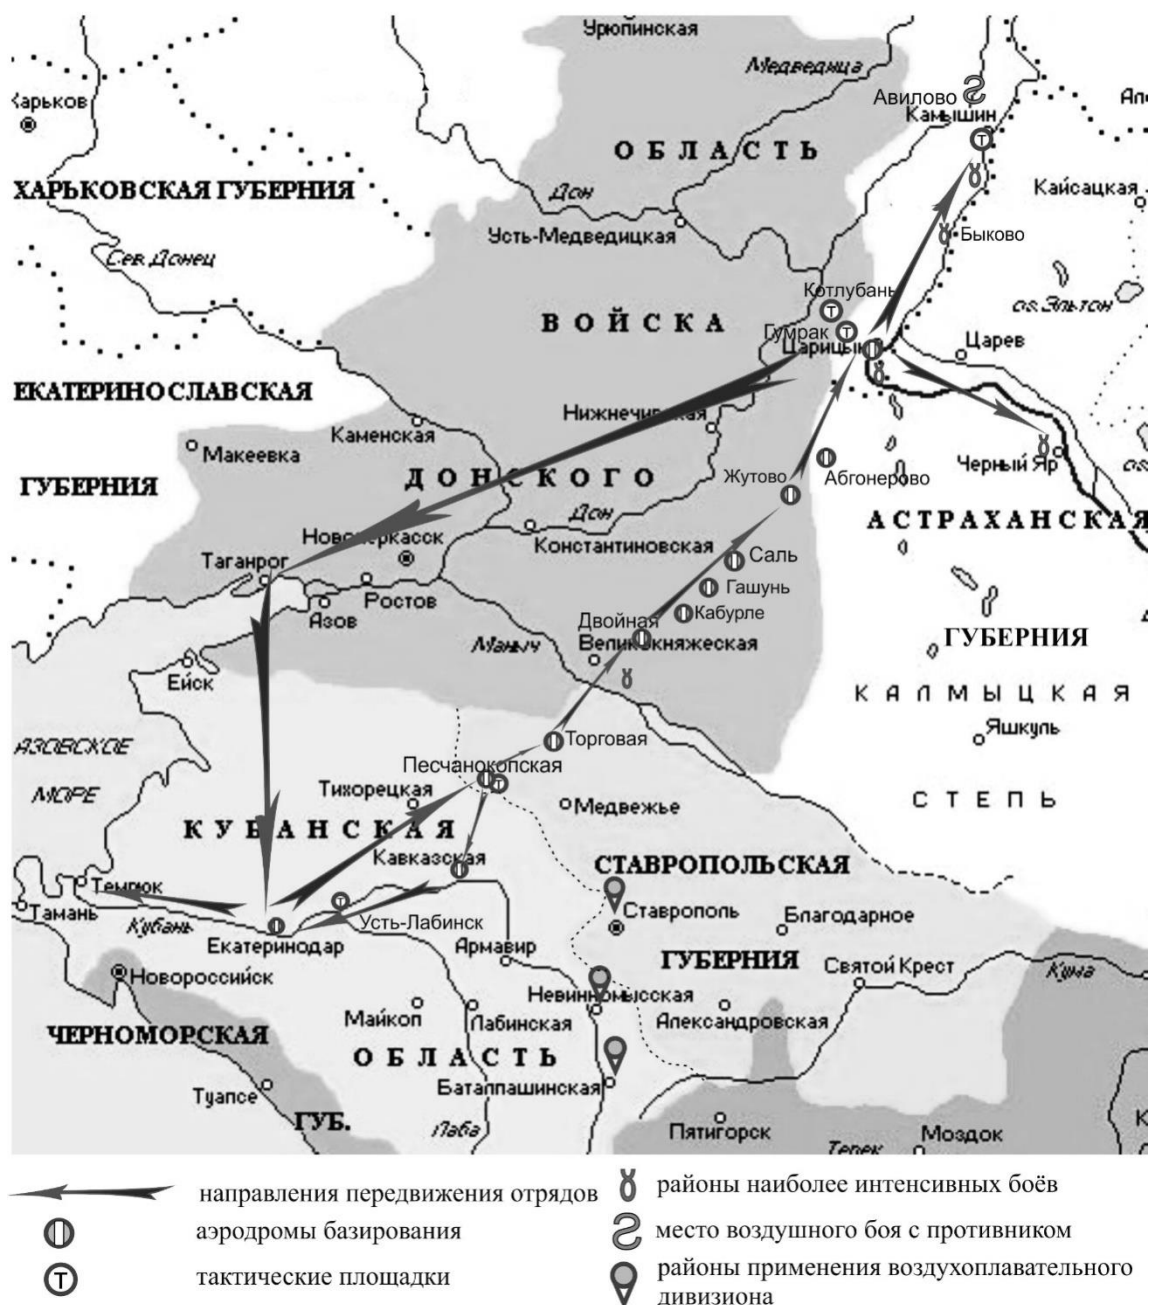 Урюпинская
Медведица
Харьков
Авилово
Камышин
ОБЛАСТЬ
ХАРЬКОВСКАЯ ГУБЕРНИЯ
Дон
Кайсацкая
Усть-Медведицкая
Быково
Сев. Донец
Котлубань
оз. Эльтон
ВОЙСКА
Гумрак
Царицын
Царев
ЕКАТЕРИНОСЛАВСКАЯ
Нижнечирская
Каменская
Макеевка
Черный Яр
ГУБЕРНИЯ
ДОНСКОГО
Жутово
Абгонерово
Дон
АСТРАХАНСКАЯ
Новочеркасск
Константиновская
Таганрог
Саль
Гашунь
Ростов
Азов
Кабурле
Двойная
Маныч
Великокняжеская
ГУБЕРНИЯ
Ейск
КАЛМЫЦКАЯ
Яшкуль
АЗОВСКОЕ
Торговая
Песчанокопская
МОРЕ
Тихорецкая
Медвежье
СТЕПЬ
КУБАНСКАЯ
Кавказская
СТАВРОПОЛЬСКАЯ
Темрюк
Тамань
Кубань
Усть-Лабинск
Ставрополь
Благодарное
Екатеринодар
Армавир
ГУБЕРНИЯ
Святой Крест
Кума
Новороссийск
Невинномысская
Майкоп
Лабинская
Александровская
ЧЕРНОМОРСКАЯ
ОБЛАСТЬ
Баталпашинская
Туапсе
ГУБ.
Лаба
Пятигорск
Моздок
Терек
направления передвижения отрядов
аэродромы базирования
Т
тактические площадки
районы наиболее интенсивных боёв
место воздушного боя с противником
районы применения воздухоплавательного
дивизиона